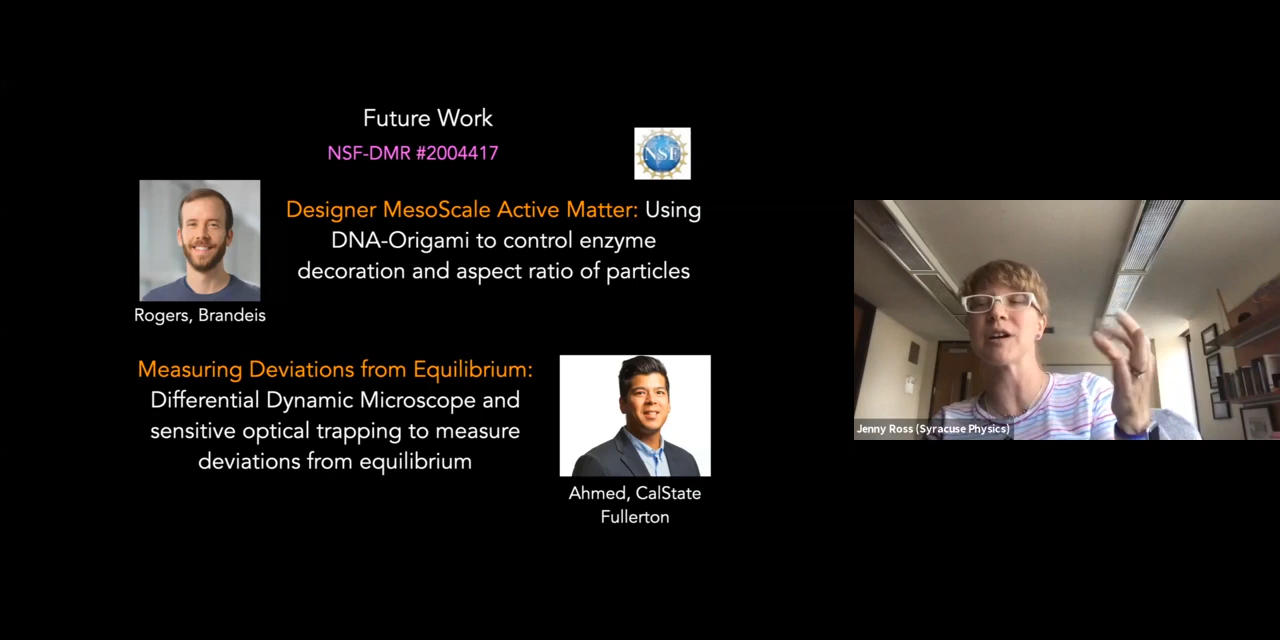 Future Work
NSF-DMR #2004417
NSF
Designer MesoScale Active Matter: Using
DNA-Origami to control enzyme
decoration and aspect ratio of particles
Rogers, Brandeis
Measuring Deviations from Equilibrium:
Differential Dynamic Microscope and
sensitive optical trapping to measure
deviations from equilibrium
Ahmed, CalState
Fullerton
Jenny Ross (Syracuse Physics)